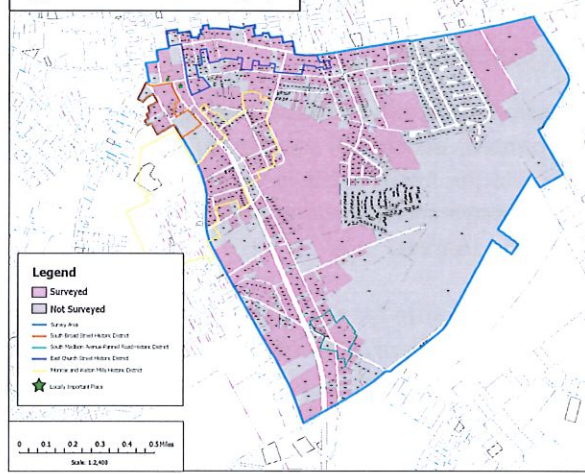 Legend
Surveyed
Not Surveyed
Survey Area
South Broad Street Historic District
South Madison Avenue-Pannell Road Historic District
East Church Street Historic District
Monroe and Walton Mills Historic District
Locally Important Place
0 0.1 0.2 0.3 0.4 0.5 Miles
Scale: 1:2,400